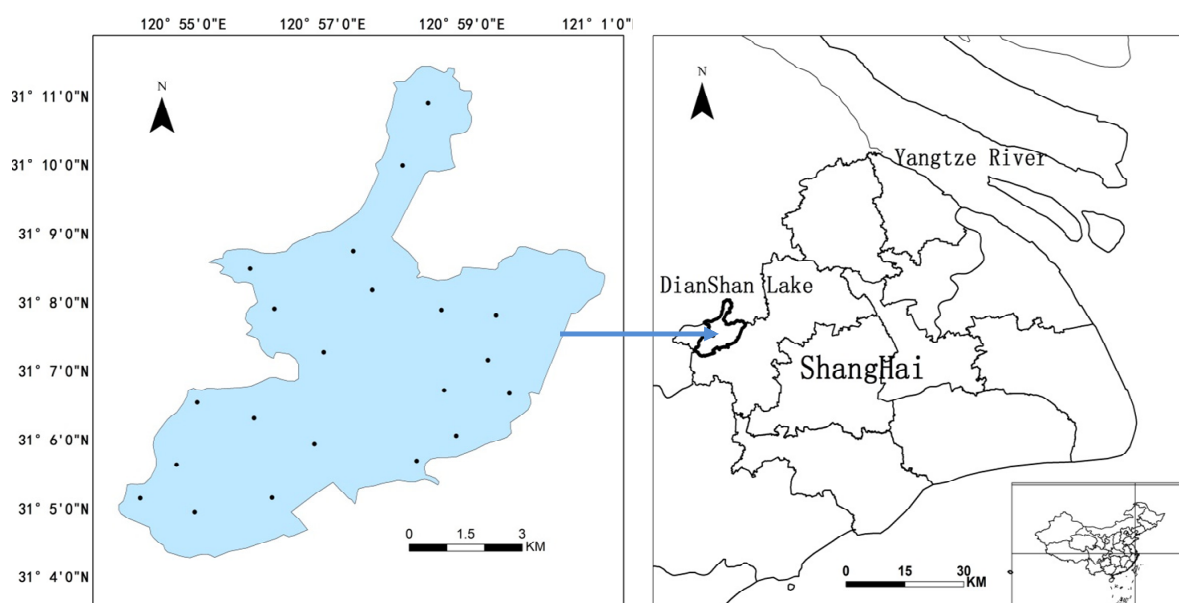 120° 55'0"E 120° 57'0"E 120° 59'0"E 121° 1'0"E
31° 11'0"N
31° 10'0"N
31° 9'0"N
31° 8'0"N
31° 7'0"N
31° 6'0"N
31° 5'0"N
31° 4'0"N
N
0 1.5 3
KM
N
Yangtze River
DianShan Lake
ShangHai
0 15 30
KM